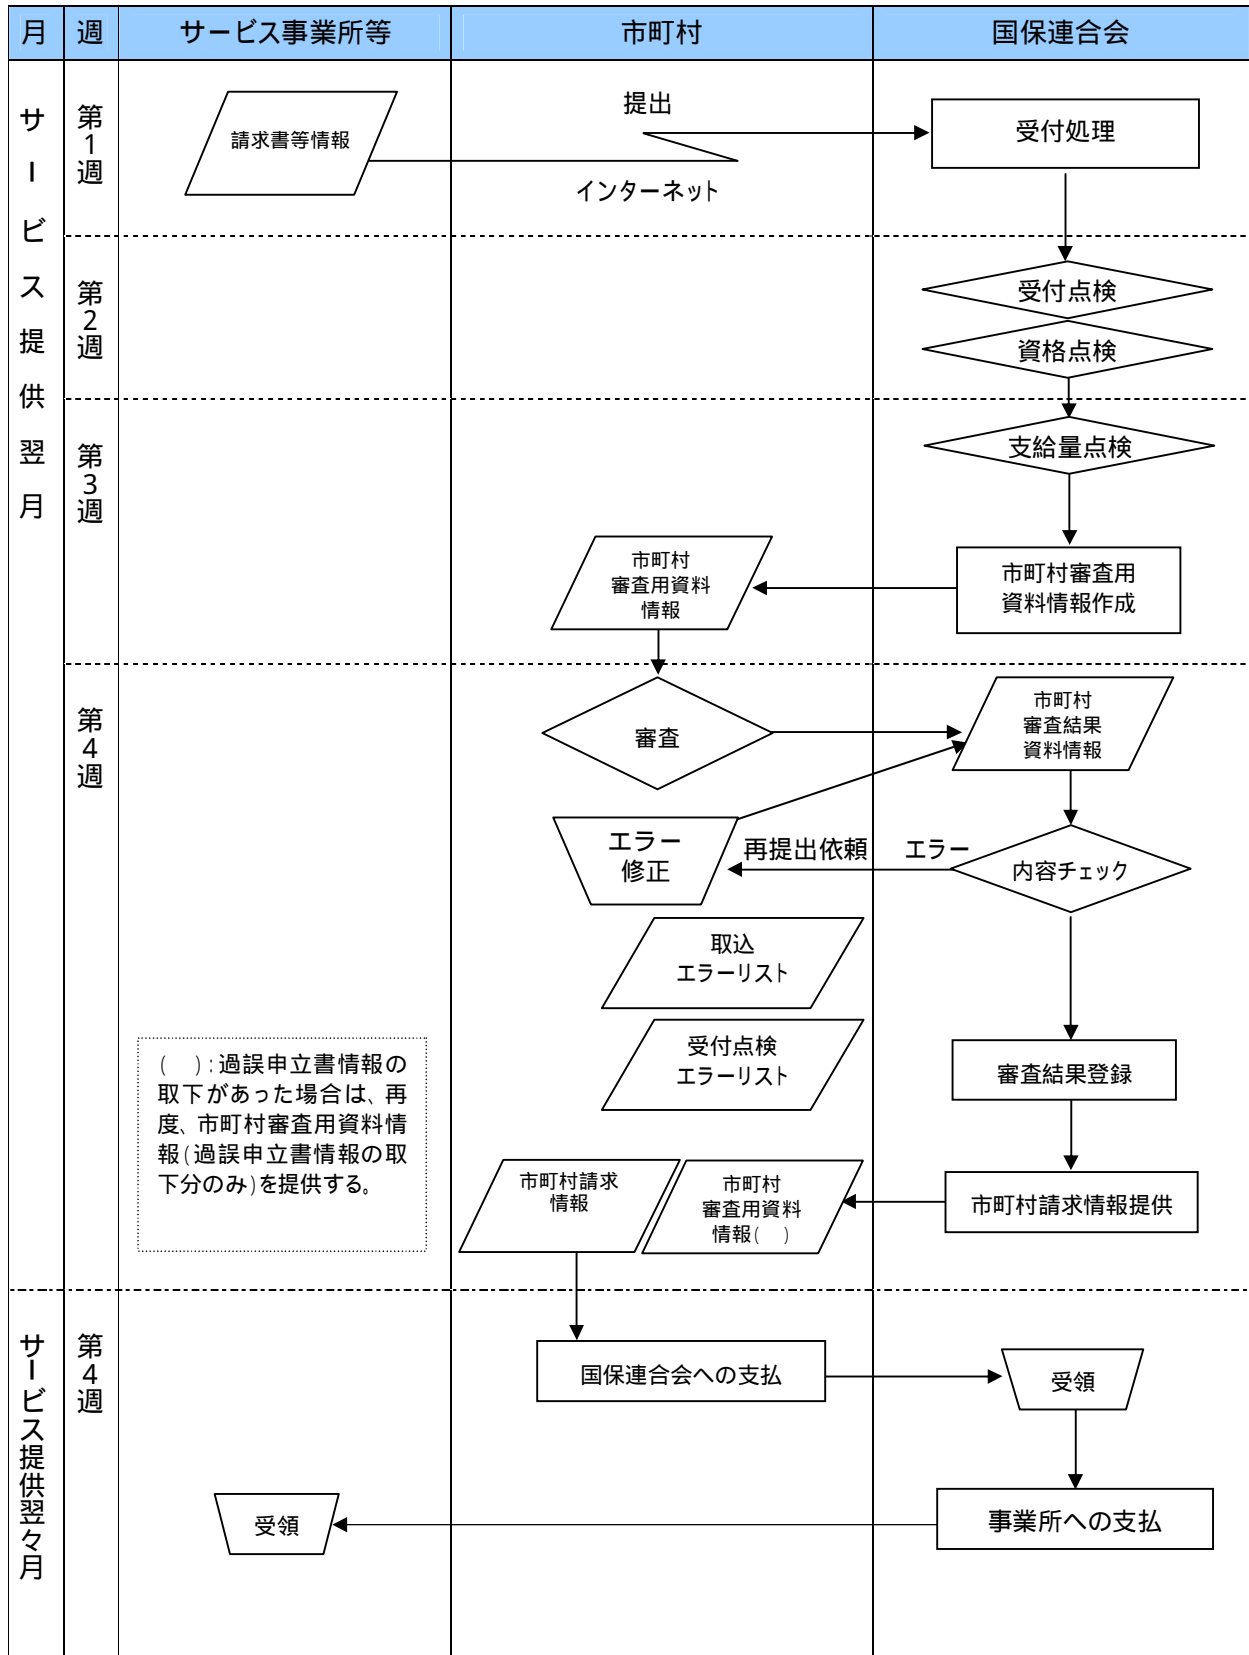 月 週 サービス事業所等 市町村 国保連合会
サービス提供翌月
第1週
請求書等情報
提出
インターネット
受付処理
第2週
受付点検
資格点検
第3週
支給量点検
市町村審査用
資料情報作成
市町村
審査用資料
情報
第4週
審査
市町村
審査結果
資料情報
エラー
修正
再提出依頼
エラー
内容チェック
取込
エラーリスト
受付点検
エラーリスト
審査結果登録
(　):過誤申立書情報の
取下があった場合は、再
度、市町村審査用資料情
報(過誤申立書情報の取
下分のみ)を提供する。
市町村請求
情報
市町村
審査用資料
情報(　)
市町村請求情報提供
サービス提供翌々月
第4週
国保連合会への支払
受領
事業所への支払
受領